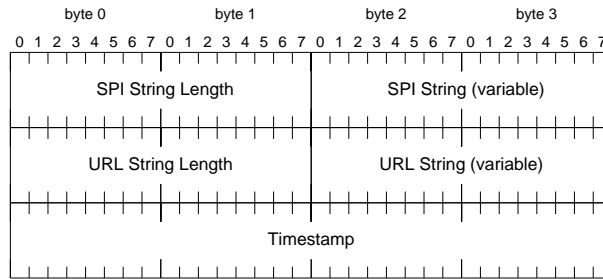 byte 0 byte 1 byte 2 byte 3
0 1 2 3 4 5 6 7 0 1 2 3 4 5 6 7 0 1 2 3 4 5 6 7 0 1 2 3 4 5 6 7
SPI String Length SPI String (variable)
URL String Length URL String (variable)
Timestamp